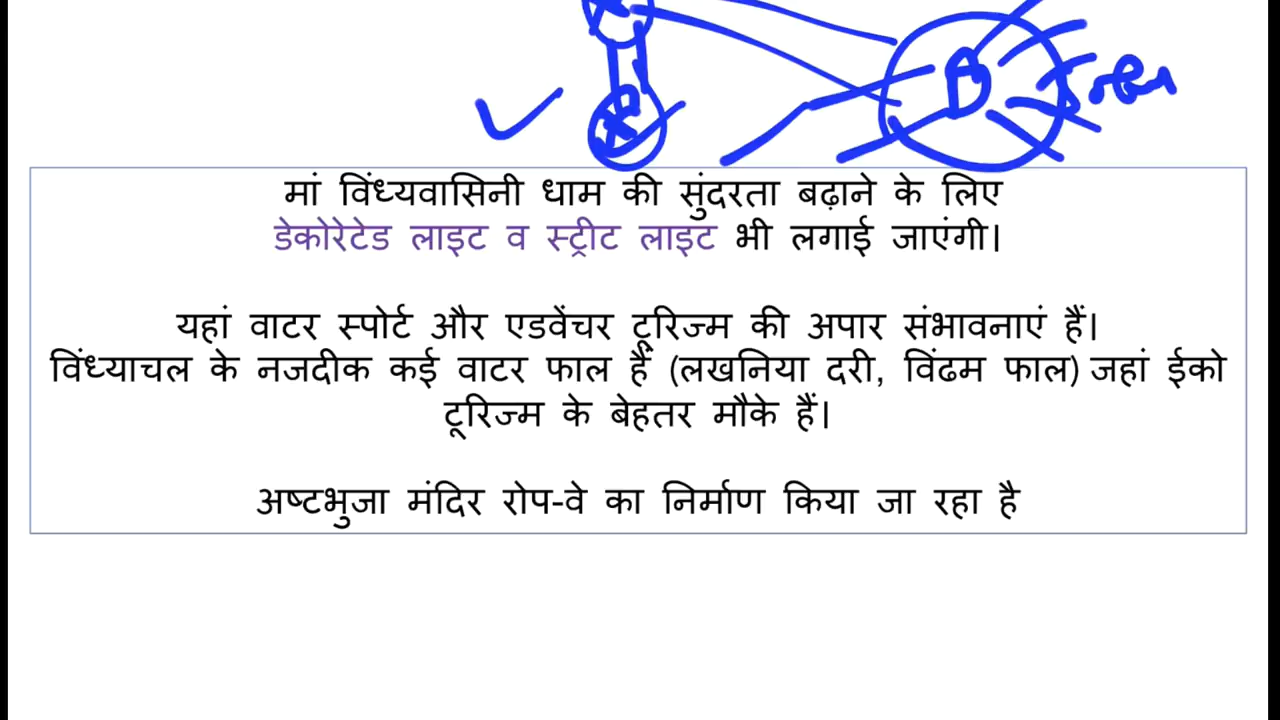 B
मां विंध्यवासिनी धाम की सुंदरता बढ़ाने के लिए
डेकोरेटेड लाइट व स्ट्रीट लाइट भी लगाई जाएंगी।
यहां वाटर स्पोर्ट और एडवेंचर टूरिज्म की अपार संभावनाएं हैं।
विंध्याचल के नजदीक कई वाटर फाल हैं (लखनिया दरी, विंढम फाल) जहां ईको
टूरिज्म के बेहतर मौके हैं।
अष्टभुजा मंदिर रोप-वे का निर्माण किया जा रहा है